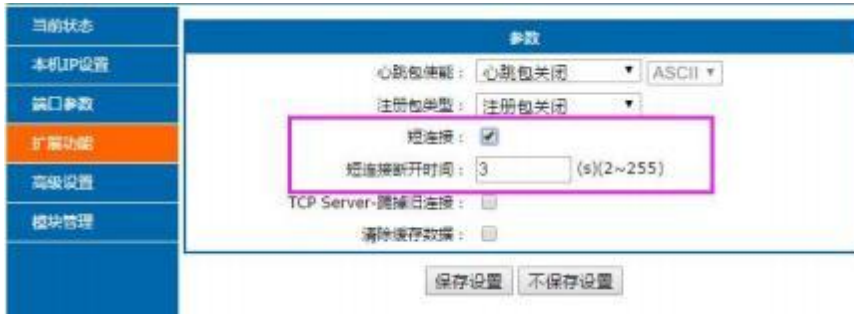 当前状态
本机IP设置
端口参数
扩展功能
高级设置
模块管理
参数
心跳包使能： 心跳包关闭 ASCII
注册包类型： 注册包关闭
短连接：
短连接断开时间： 3 (s)(2~255)
TCP Server-踢掉旧连接：
清除缓存数据：
保存设置 不保存设置